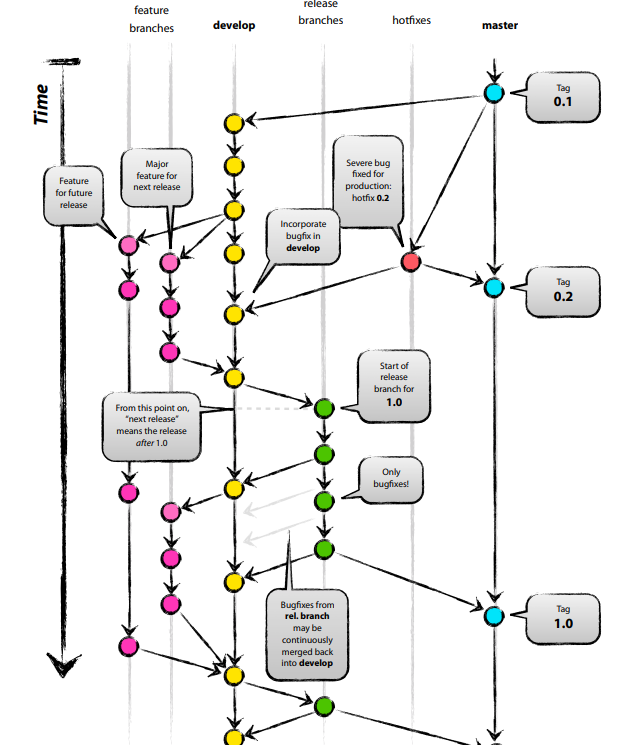 feature
branches
develop
release
branches
hotfixes
master
Time
Tag
0.1
Major
feature for
next release
Severe bug
fixed for
production:
hotfix 0.2
Feature
for future
release
Incorporate
bugfix in
develop
Tag
0.2
Start of
release
branch for
1.0
From this point on,
“next release”
means the release
after 1.0
Only
bugfixes!
Bugfixes from
rel. branch
may be
continuously
merged back
into develop
Tag
1.0